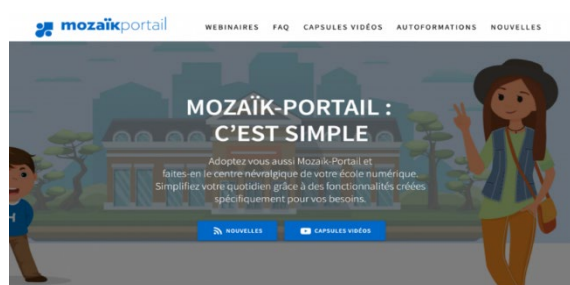 mozaïkportail
WEBINAIRES FAQ CAPSULES VIDÉOS AUTOFORMATIONS NOUVELLES
MOZAÏK-PORTAIL :
C'EST SIMPLE
Adoptez vous aussi Mozaik-Portail et
faites-en le centre névralgique de votre école numérique.
Simplifiez votre quotidien grâce à des fonctionnalités créées
spécifiquement pour vos besoins.
NOUVELLES
CAPSULES VIDÉOS